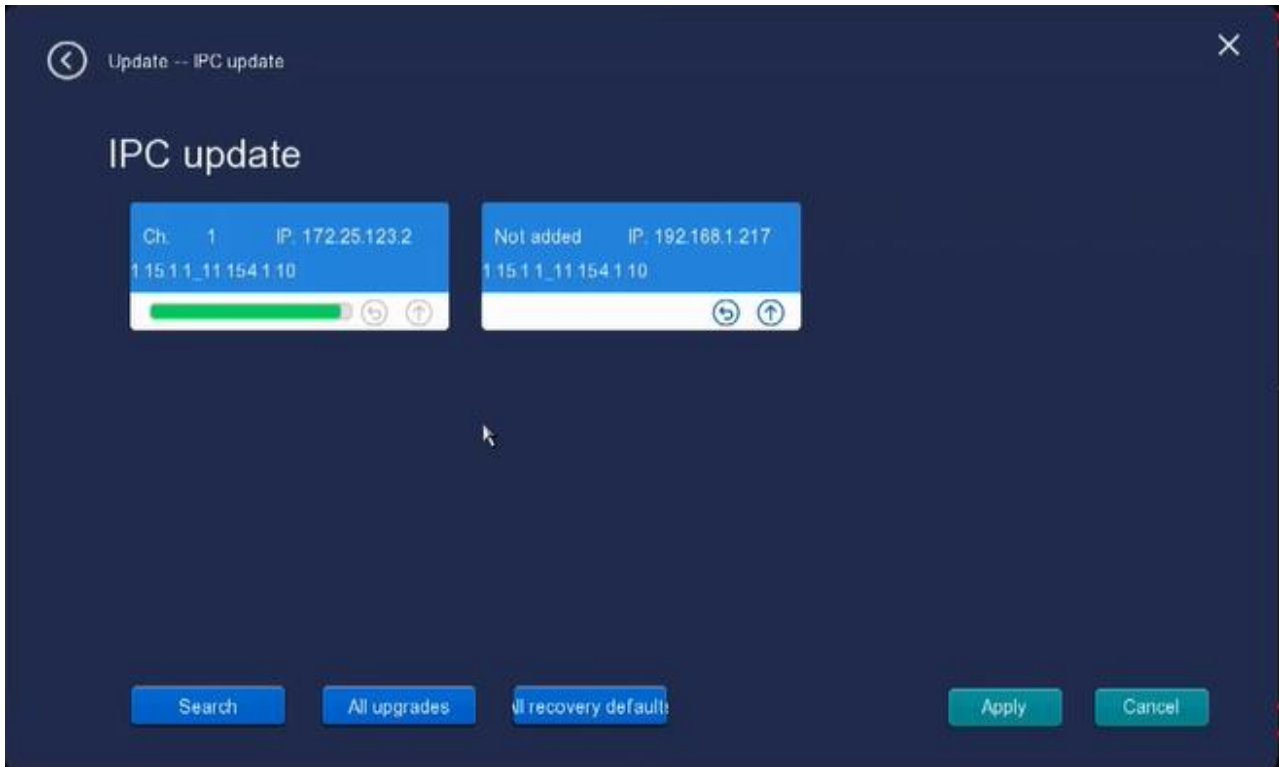 Update -- IPC update
IPC update
Ch. 1 IP: 172.25.123.2
1.15.1.1_11.154.1.10
Not added IP: 192.168.1.217
1.15.1.1_11.154.1.10
Search
All upgrades
ll recovery default
Apply
Cancel